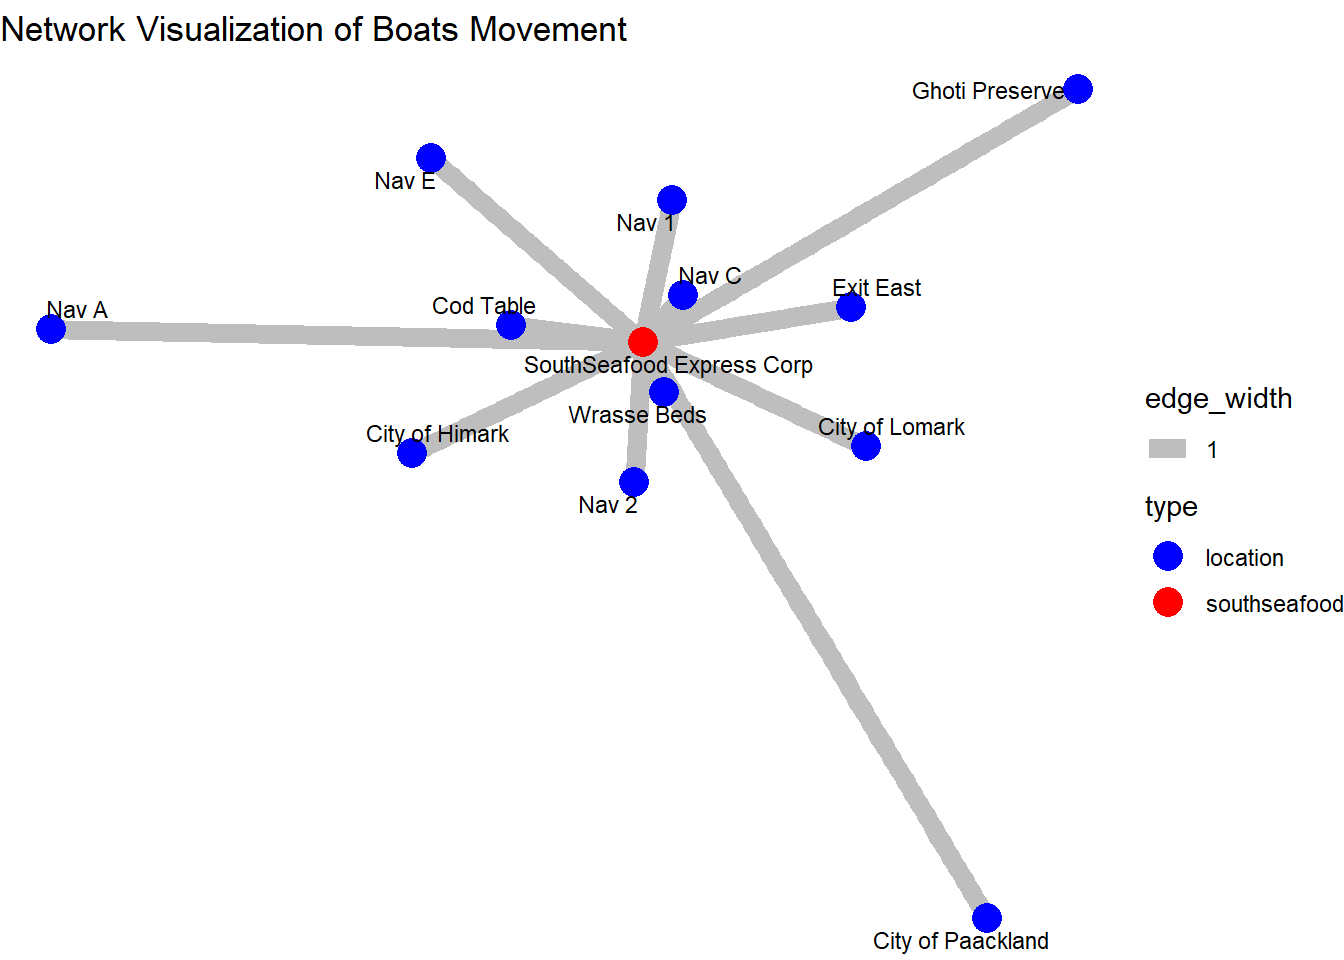 Network Visualization of Boats Movement
Ghoti Preserve
Nav E
Nav 1
Nav C
Exit East
Nav A
Cod Table
SouthSeafood Express Corp
Wrasse Beds
City of Himark
City of Lomark
Nav 2
City of Paackland
edge_width
1
type
location
southseafood